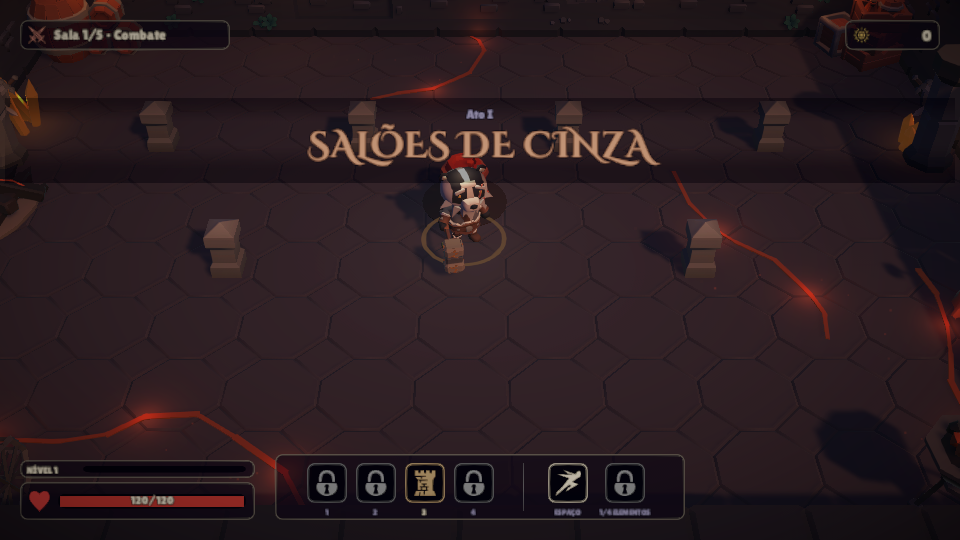 Sala 1/5 - Combate
0
Ato I
SALÕES DE CINZA
NÍVEL 1
120/120
1
2
3
4
ESPAÇO
1/4 ELEMENTOS